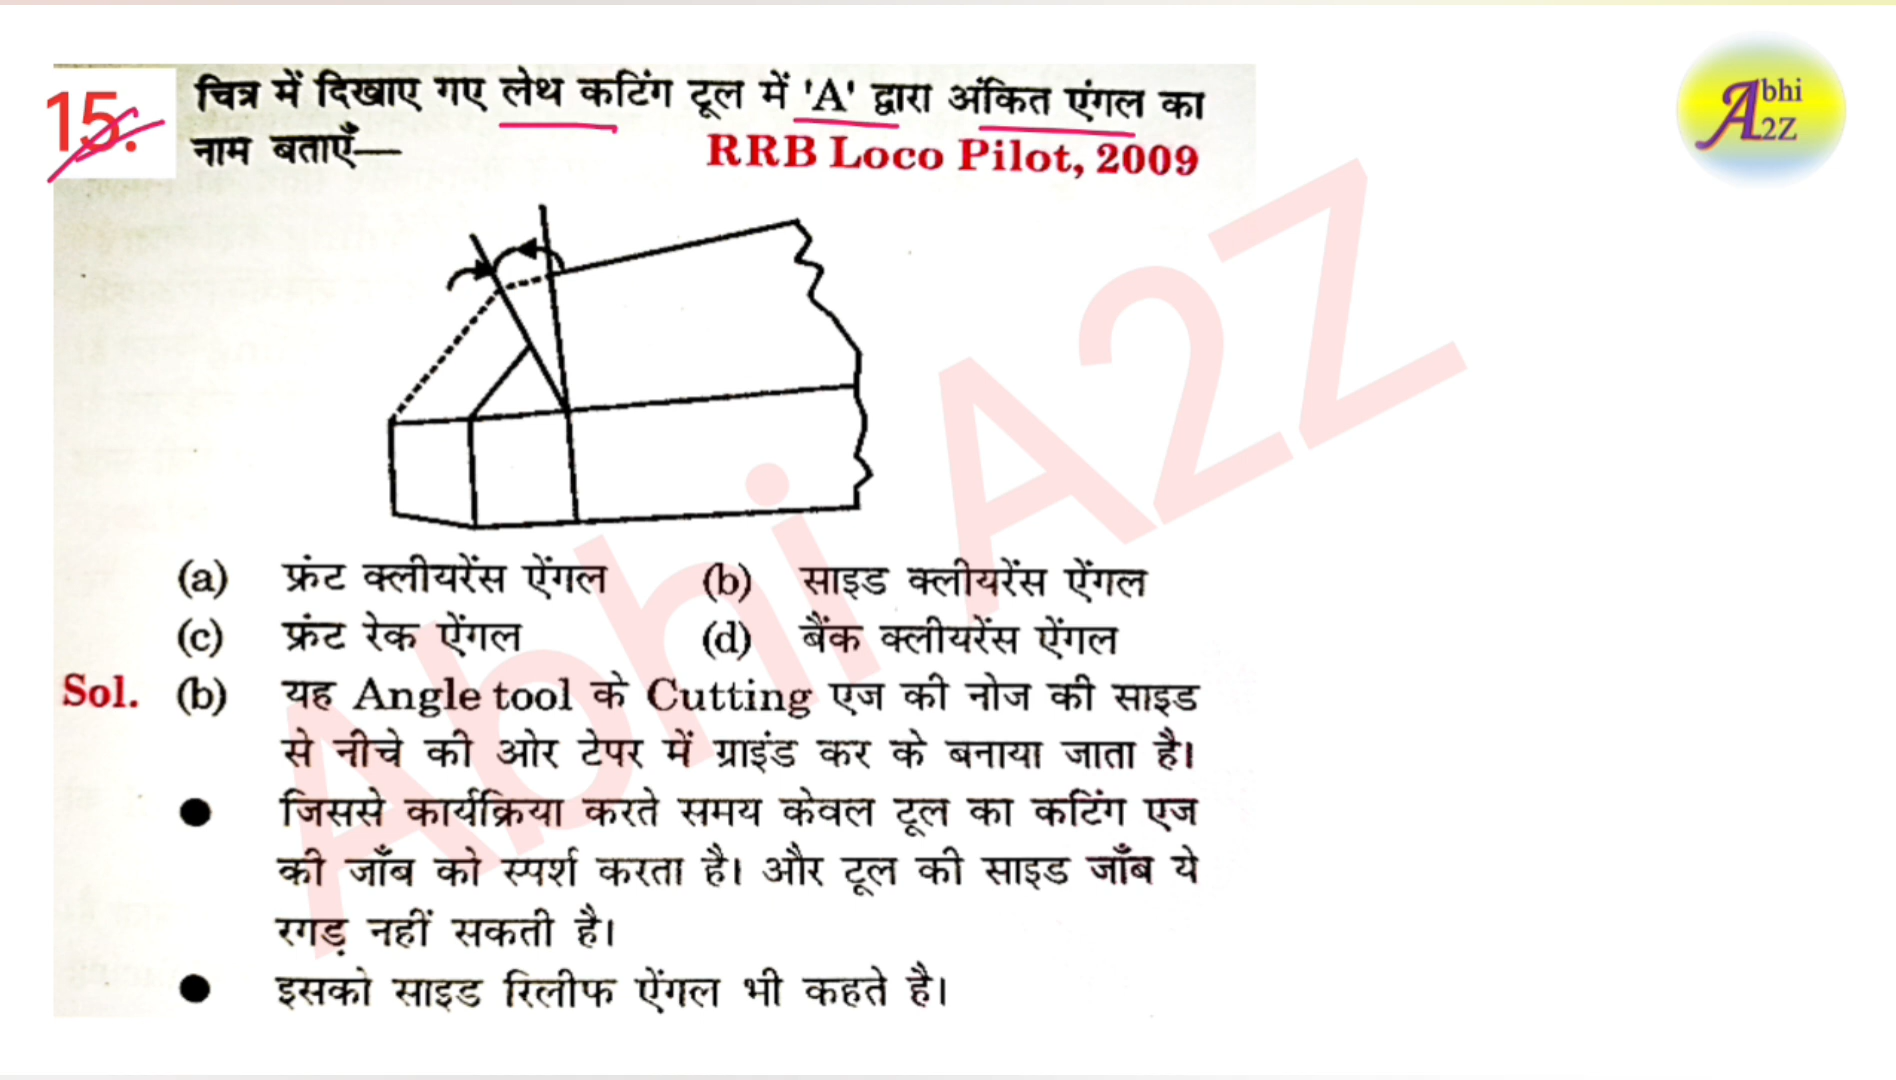 15.
चित्र में दिखाए गए लेथ कटिंग टूल में 'A' द्वारा अंकित एंगल का
नाम बताएँ— RRB Loco Pilot, 2009
(a) फ्रंट क्लीयरेंस ऐंगल (b) साइड क्लीयरेंस ऐंगल
(c) फ्रंट रेक ऐंगल (d) बैंक क्लीयरेंस ऐंगल
Sol. (b) यह Angle tool के Cutting एज की नोज की साइड
से नीचे की ओर टेपर में ग्राइंड कर के बनाया जाता है।
● जिससे कार्यक्रिया करते समय केवल टूल का कटिंग एज
की जाँब को स्पर्श करता है। और टूल की साइड जाँब ये
रगड़ नहीं सकती है।
● इसको साइड रिलीफ ऐंगल भी कहते है।
Abhi A2Z
Abhi
A2Z